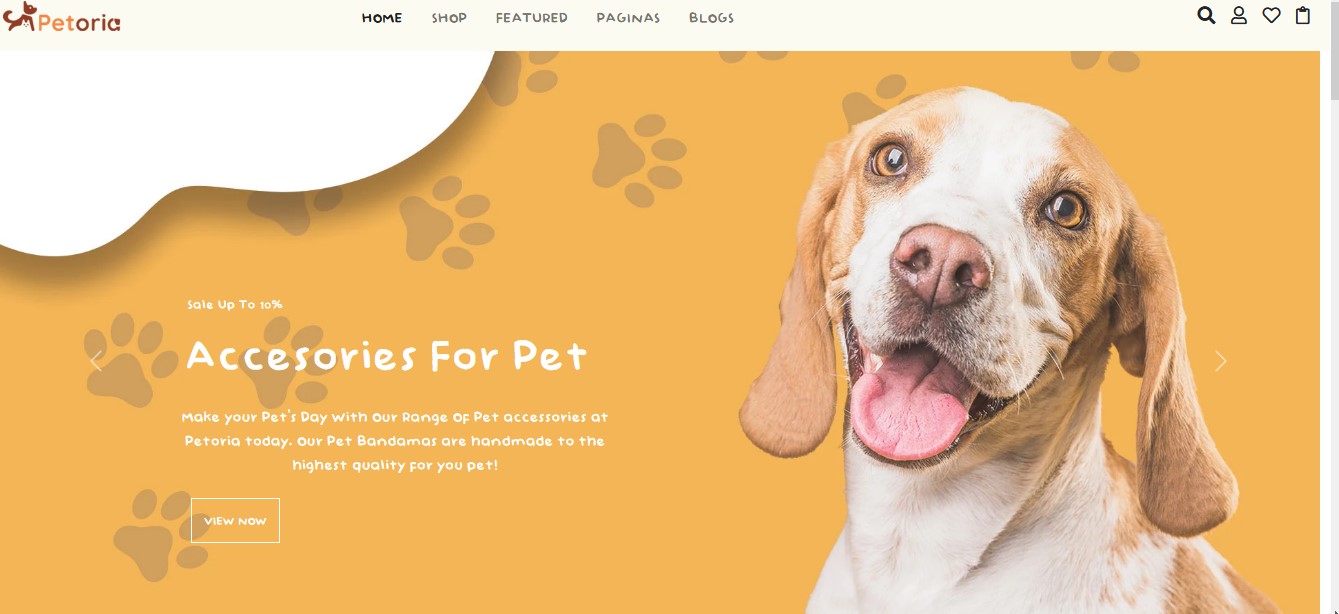 Petoria
HOME SHOP FEATURED PAGINAS BLOGS
Sale Up To 10%
Accesories For Pet
Make your Pet's Day With Our Range Of Pet accessories at
Petoria today. Our Pet Bandamas are handmade to the
highest quality for you pet!
VIEW NOW